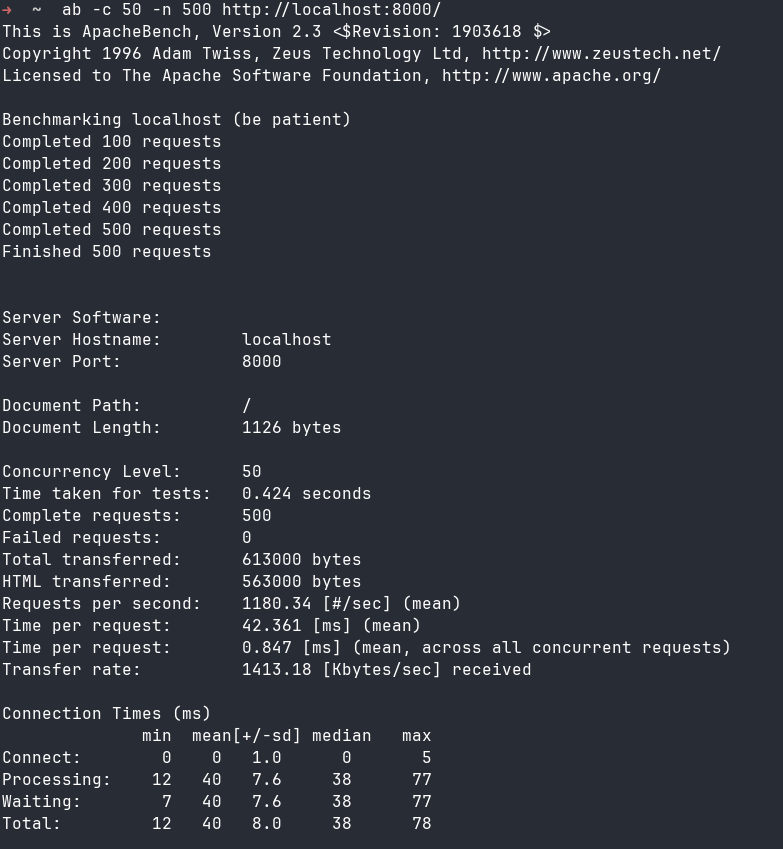 →  ~  ab -c 50 -n 500 http://localhost:8000/
This is ApacheBench, Version 2.3 <$Revision: 1903618 $>
Copyright 1996 Adam Twiss, Zeus Technology Ltd, http://www.zeustech.net/
Licensed to The Apache Software Foundation, http://www.apache.org/

Benchmarking localhost (be patient)
Completed 100 requests
Completed 200 requests
Completed 300 requests
Completed 400 requests
Completed 500 requests
Finished 500 requests


Server Software:
Server Hostname:        localhost
Server Port:            8000

Document Path:          /
Document Length:        1126 bytes

Concurrency Level:      50
Time taken for tests:   0.424 seconds
Complete requests:      500
Failed requests:        0
Total transferred:      613000 bytes
HTML transferred:       563000 bytes
Requests per second:    1180.34 [#/sec] (mean)
Time per request:       42.361 [ms] (mean)
Time per request:       0.847 [ms] (mean, across all concurrent requests)
Transfer rate:          1413.18 [Kbytes/sec] received

Connection Times (ms)
              min  mean[+/-sd] median   max
Connect:        0    0   1.0      0       5
Processing:    12   40   7.6     38      77
Waiting:        7   40   7.6     38      77
Total:         12   40   8.0     38      78